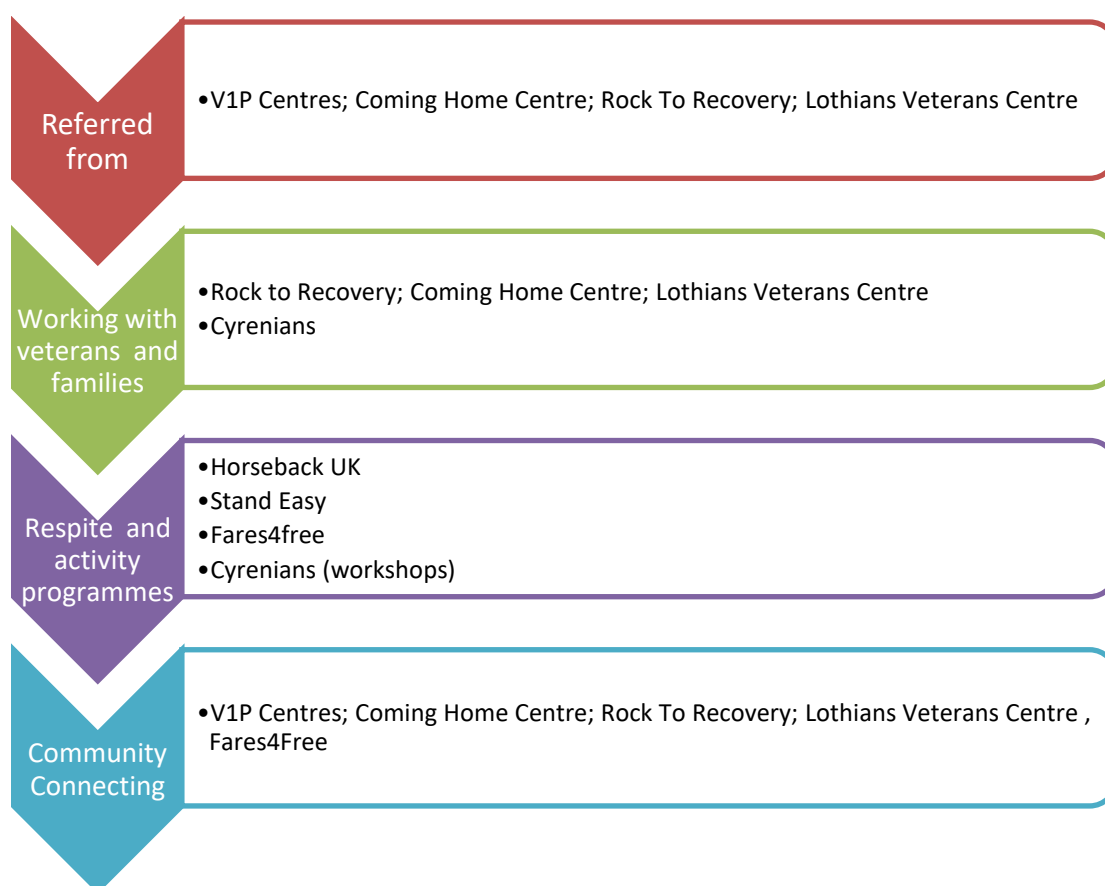 Referred
from
•V1P Centres; Coming Home Centre; Rock To Recovery; Lothians Veterans Centre
Working with
veterans and
families
•Rock to Recovery; Coming Home Centre; Lothians Veterans Centre
•Cyrenians
Respite and
activity
programmes
•Horseback UK
•Stand Easy
•Fares4free
•Cyrenians (workshops)
Community
Connecting
•V1P Centres; Coming Home Centre; Rock To Recovery; Lothians Veterans Centre ,
Fares4Free